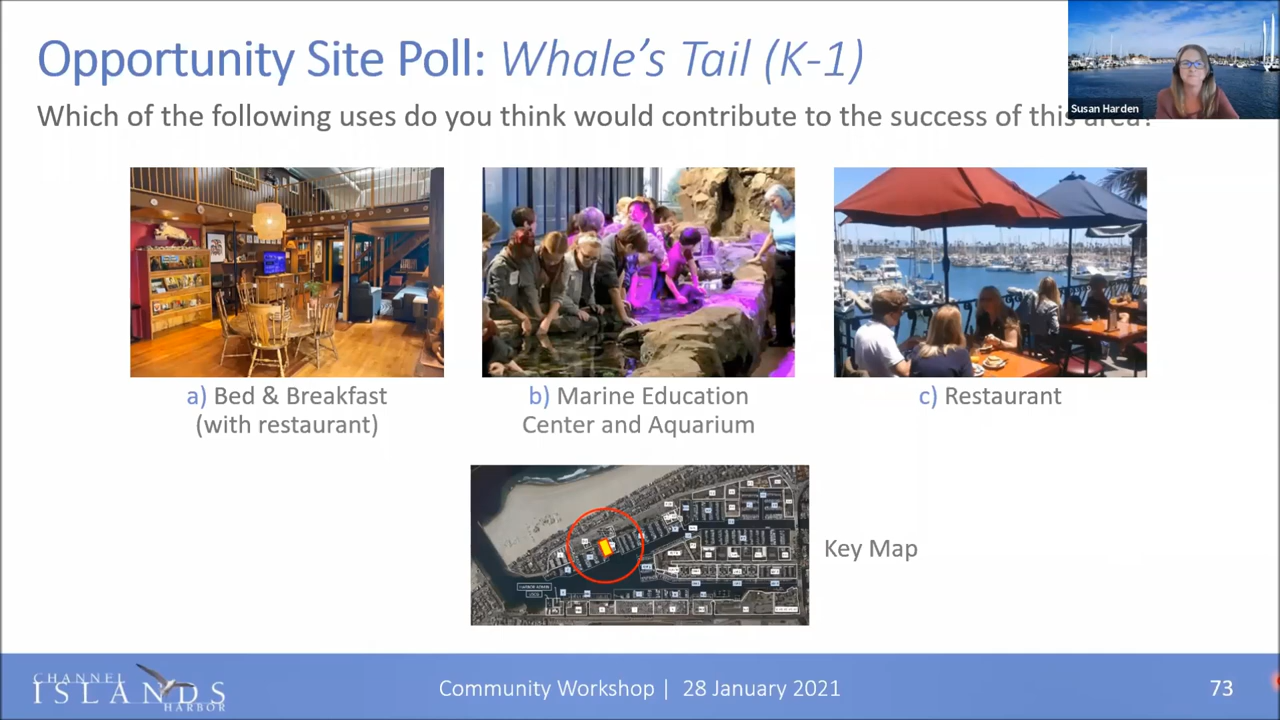 Opportunity Site Poll: Whale's Tail (K-1)
Susan Harden
Which of the following uses do you think would contribute to the success of this area?
a) Bed & Breakfast
(with restaurant)
b) Marine Education
Center and Aquarium
c) Restaurant
Key Map
CHANNEL
ISLANDS
HARBOR
Community Workshop | 28 January 2021
73